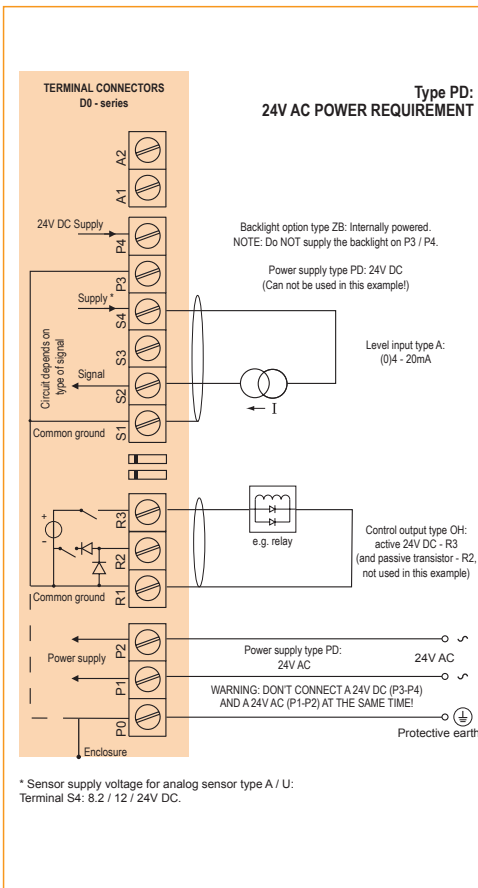 TERMINAL CONNECTORS
D0 - series
Type PD:
24V AC POWER REQUIREMENT
A2
A1
24V DC Supply
P4
Backlight option type ZB: Internally powered.
NOTE: Do NOT supply the backlight on P3 / P4.
P3
Power supply type PD: 24V DC
(Can not be used in this example!)
Supply *
S4
Circuit depends on
type of signal
S3
Level input type A:
(0)4 - 20mA
Signal
S2
I
Common ground
S1
+
-
R3
e.g. relay
R2
Control output type OH:
active 24V DC - R3
(and passive transistor - R2,
not used in this example)
Common ground
R1
P2
Power supply
Power supply type PD:
24V AC
24V AC
P1
WARNING: DON'T CONNECT A 24V DC (P3-P4)
AND A 24V AC (P1-P2) AT THE SAME TIME!
P0
Protective earth
Enclosure
* Sensor supply voltage for analog sensor type A / U:
Terminal S4: 8.2 / 12 / 24V DC.